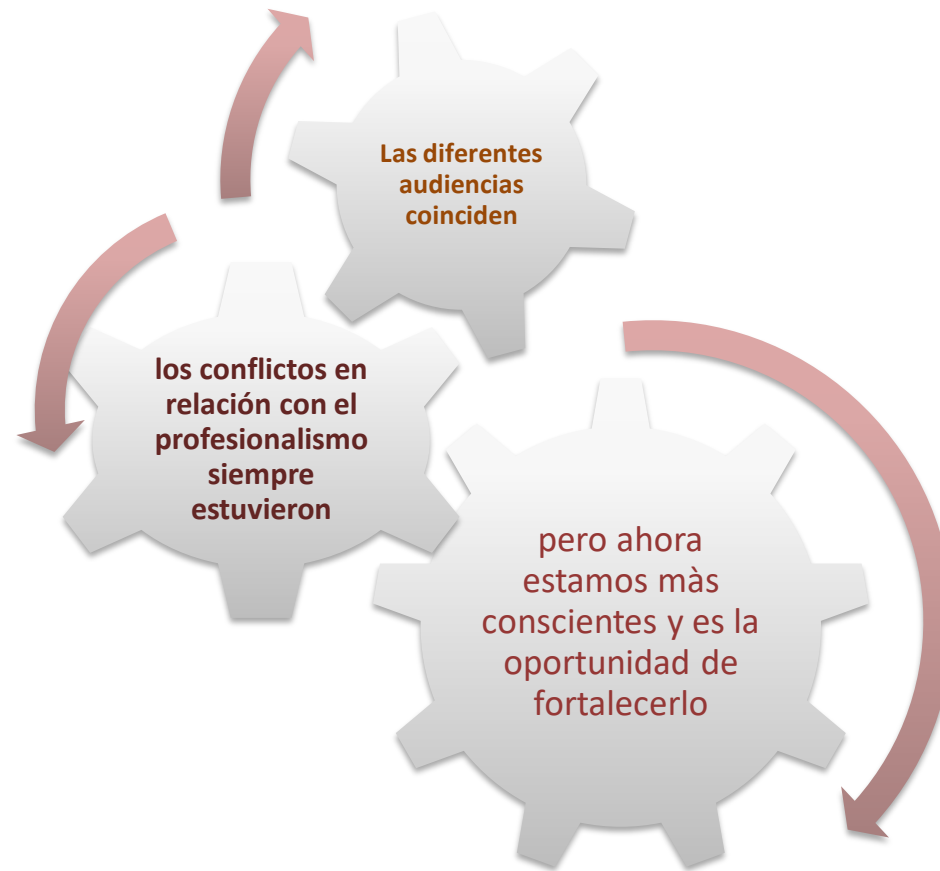 Las diferentes
audiencias
coinciden
los conflictos en
relación con el
profesionalismo
siempre
estuvieron
pero ahora
estamos màs
conscientes y es la
oportunidad de
fortalecerlo